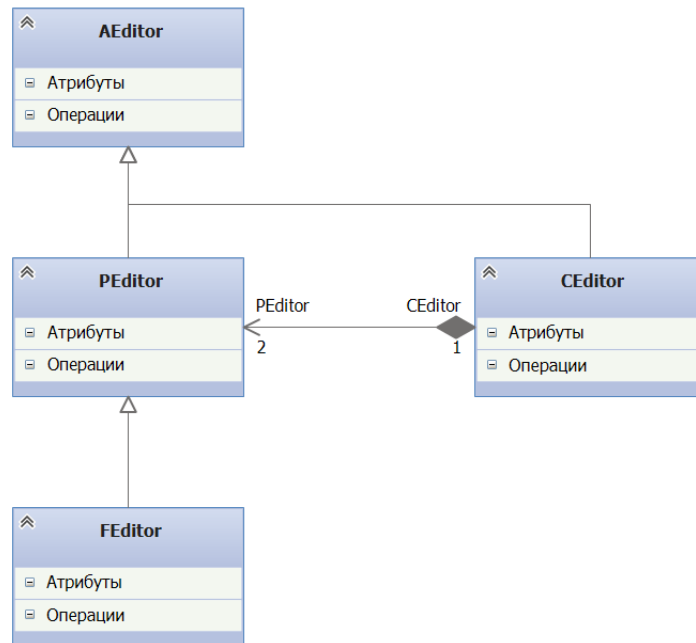 AEditor
Атрибуты
Операции
PEditor
Атрибуты
Операции
PEditor
2
CEditor
1
CEditor
Атрибуты
Операции
FEditor
Атрибуты
Операции